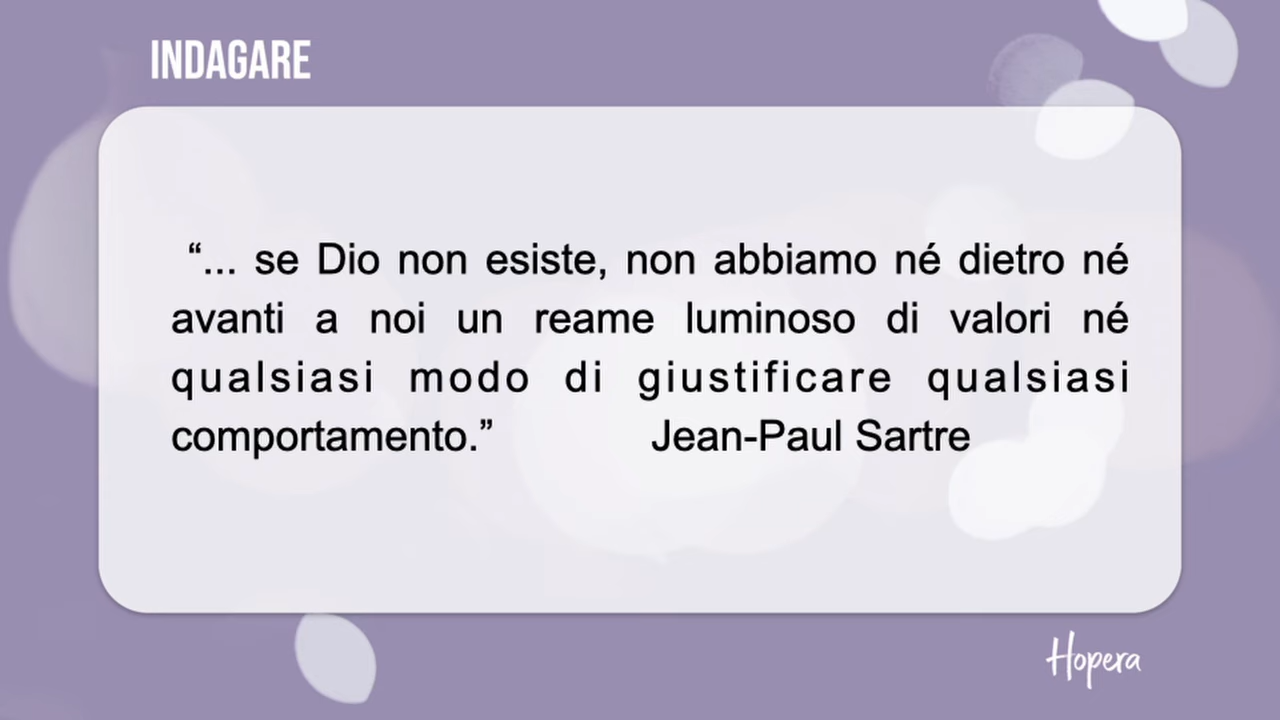 INDAGARE
“... se Dio non esiste, non abbiamo né dietro né
avanti a noi un reame luminoso di valori né
qualsiasi modo di giustificare qualsiasi
comportamento.” Jean-Paul Sartre
Hopera